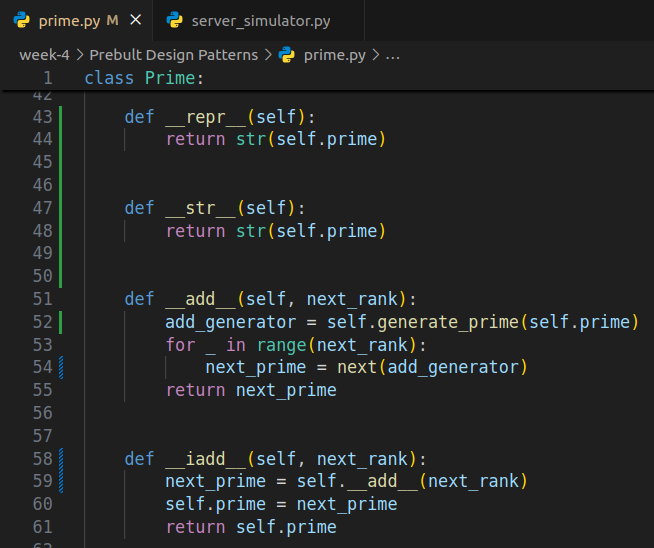 prime.py M ×  server_simulator.py
week-4 > Prebult Design Patterns > prime.py > ...
1 class Prime:
42
43     def __repr__(self):
44         return str(self.prime)
45
46
47     def __str__(self):
48         return str(self.prime)
49
50
51     def __add__(self, next_rank):
52         add_generator = self.generate_prime(self.prime)
53         for _ in range(next_rank):
54             next_prime = next(add_generator)
55         return next_prime
56
57
58     def __iadd__(self, next_rank):
59         next_prime = self.__add__(next_rank)
60         self.prime = next_prime
61         return self.prime
62